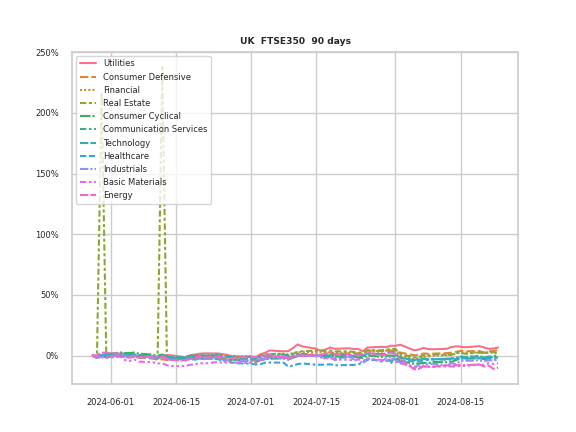 UK FTSE350 90 days
250%
200%
150%
100%
50%
0%
Utilities
Consumer Defensive
Financial
Real Estate
Consumer Cyclical
Communication Services
Technology
Healthcare
Industrials
Basic Materials
Energy
2024-06-01
2024-06-15
2024-07-01
2024-07-15
2024-08-01
2024-08-15